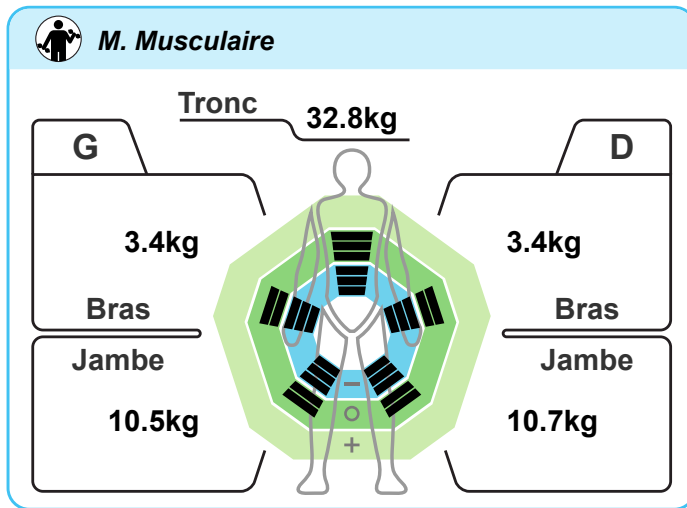 M. Musculaire
Tronc
32.8kg
G
D
3.4kg
3.4kg
Bras
Bras
Jambe
Jambe
10.5kg
10.7kg
−
○
+